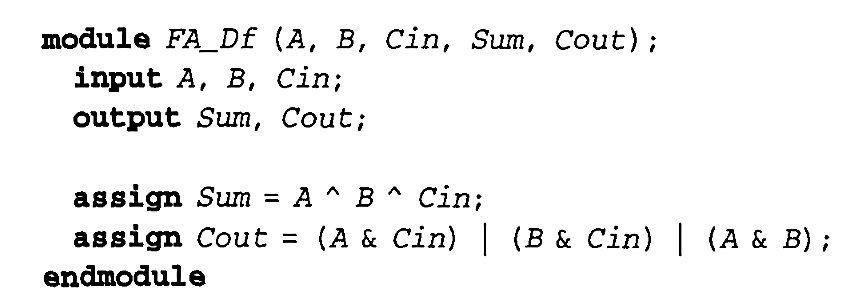 module FA_Df (A, B, Cin, Sum, Cout);
input A, B, Cin;
output Sum, Cout;
assign Sum = A ^ B ^ Cin;
assign Cout = (A & Cin) | (B & Cin) | (A & B);
endmodule